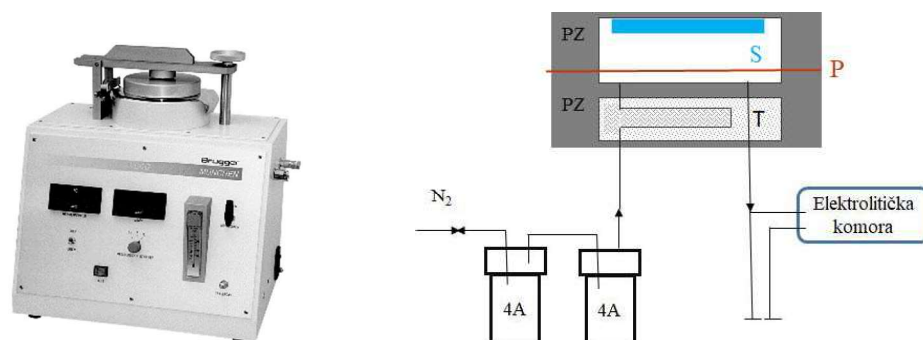 Brugger
MÜNCHEN
PZ
S
P
PZ
T
N₂
Elektrolitička
komora
4A
4A